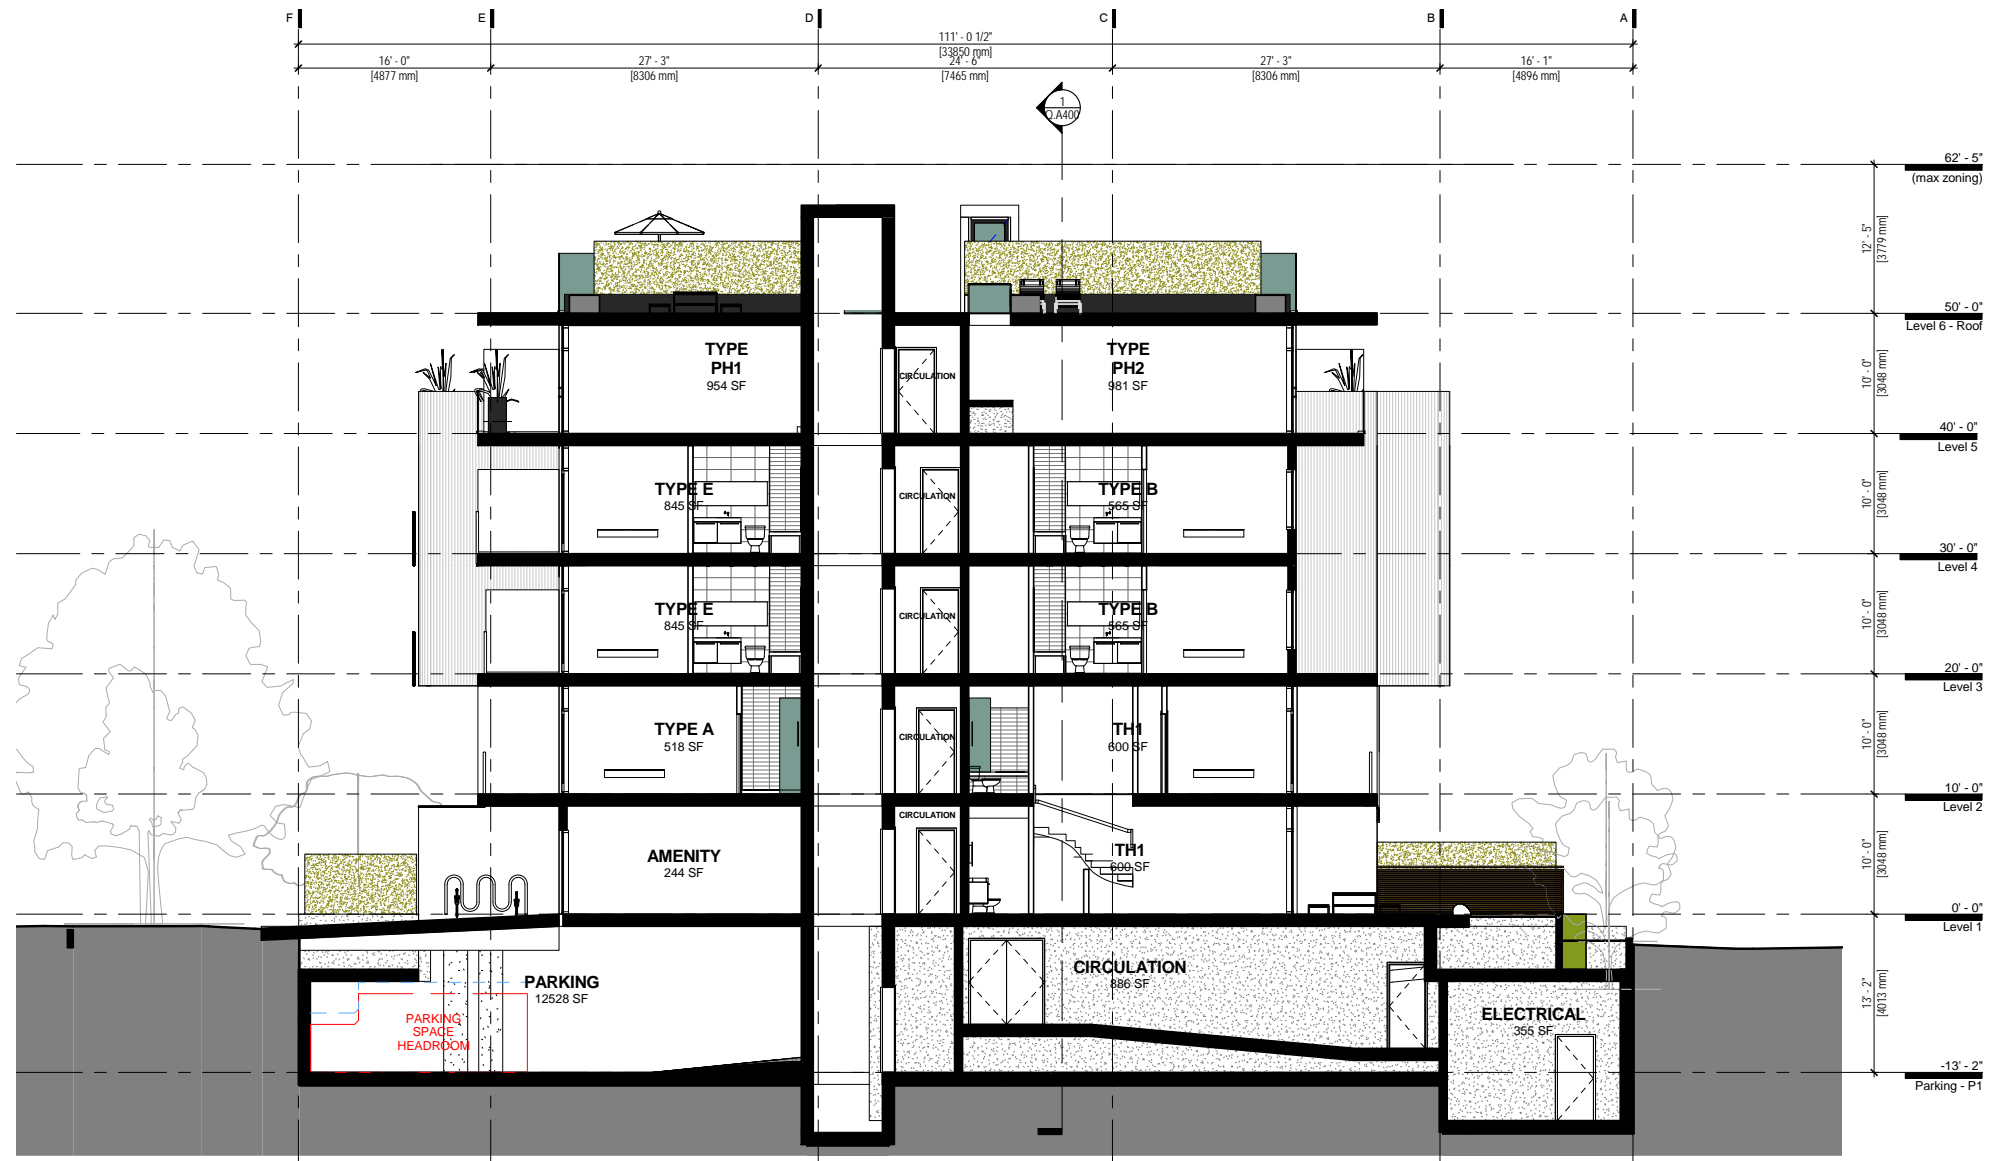 F
E
D
C
B
A
111' - 0 1/2"
[33850 mm]
16' - 0"
[4877 mm]
27' - 3"
[8306 mm]
24' - 6"
[7465 mm]
27' - 3"
[8306 mm]
16' - 1"
[4896 mm]
1
62' - 5"
(max zoning)
12' - 5"
[3779 mm]
50' - 0"
Level 6 - Roof
TYPE
PH1
954 SF
CIRCULATION
TYPE
PH2
981 SF
10' - 0"
[3048 mm]
40' - 0"
Level 5
TYPE E
845 SF
CIRCULATION
TYPE B
565 SF
10' - 0"
[3048 mm]
30' - 0"
Level 4
TYPE E
845 SF
CIRCULATION
TYPE B
565 SF
10' - 0"
[3048 mm]
20' - 0"
Level 3
TYPE A
518 SF
CIRCULATION
TH1
600 SF
10' - 0"
[3048 mm]
10' - 0"
Level 2
CIRCULATION
AMENITY
244 SF
TH1
600 SF
10' - 0"
[3048 mm]
0' - 0"
Level 1
PARKING
12528 SF
PARKING
SPACE
HEADROOM
CIRCULATION
886 SF
ELECTRICAL
355 SF
13' - 2"
[4013 mm]
-13' - 2"
Parking - P1